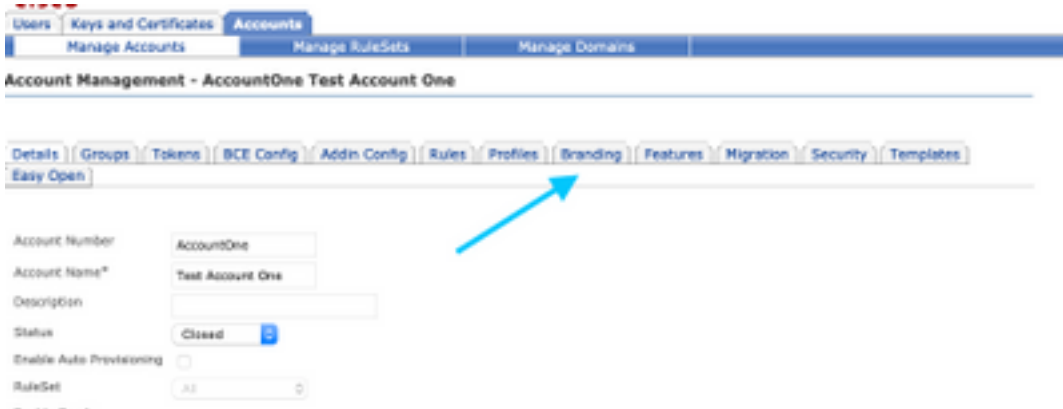 Users Keys and Certificates Accounts
Manage Accounts Manage RuleSets Manage Domains
Account Management - AccountOne Test Account One
Details Groups Tokens BCE Config Addin Config Rules Profiles Branding Features Migration Security Templates
Easy Open
Account Number AccountOne
Account Name* Test Account One
Description
Status Closed
Enable Auto Provisioning
RuleSet All